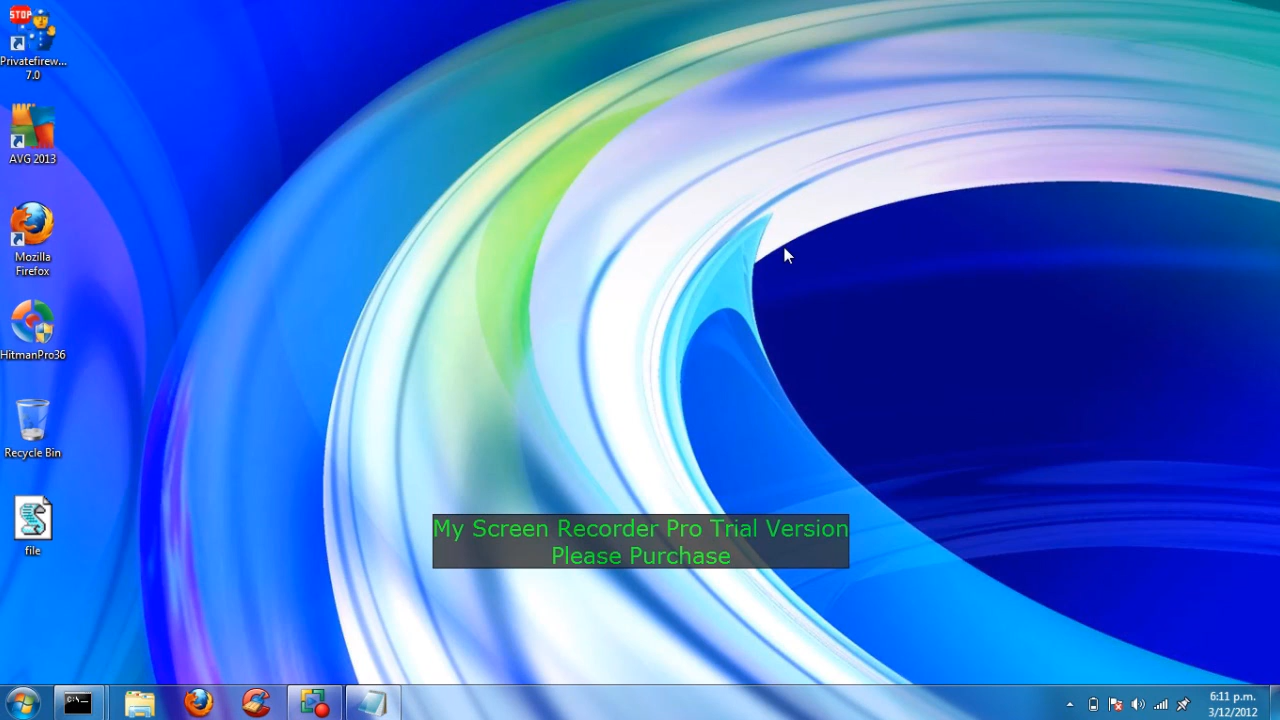 STOP
Privatefirew...
7.0
AVG 2013
Mozilla
Firefox
HitmanPro36
Recycle Bin
file
My Screen Recorder Pro Trial Version
Please Purchase
C:\_
6:11 p.m.
3/12/2012